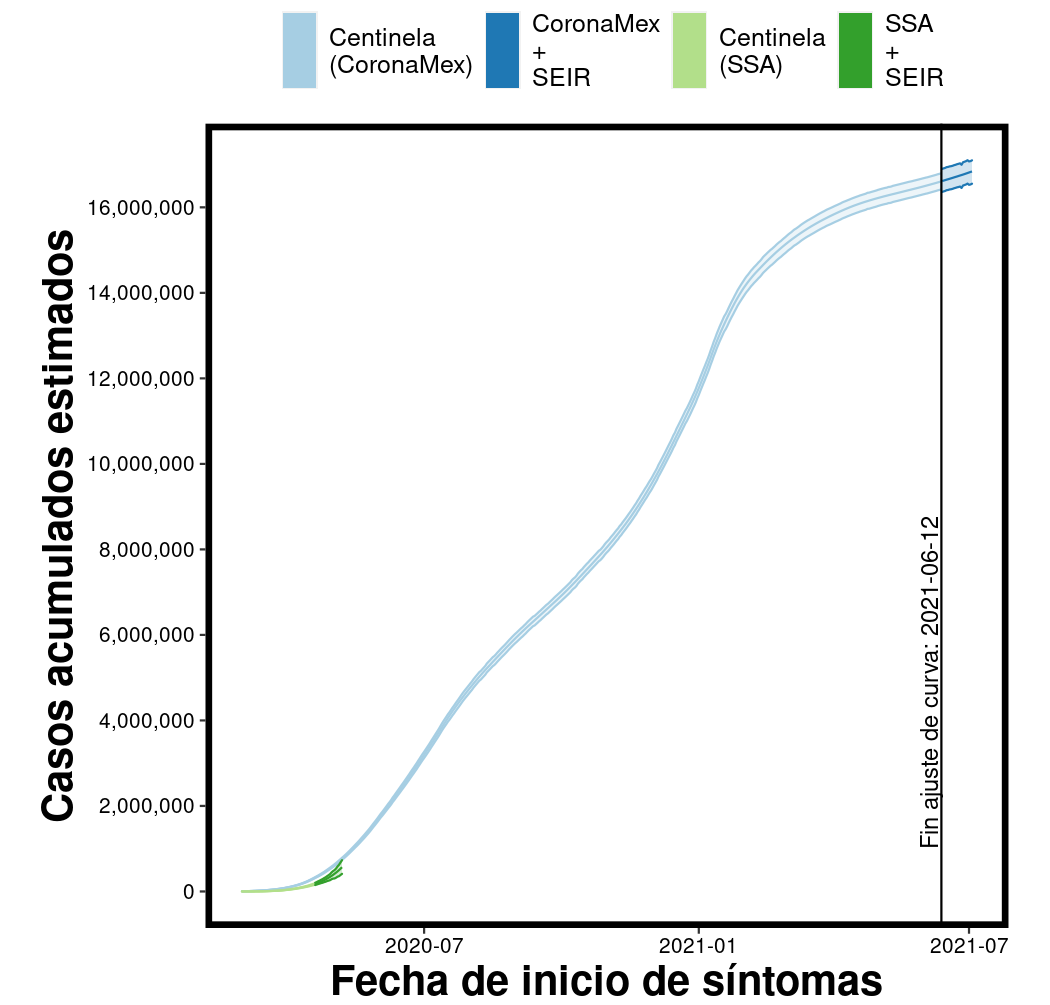 Centinela
(CoronaMex)
CoronaMex
+
SEIR
Centinela
(SSA)
SSA
+
SEIR
Casos acumulados estimados
16,000,000
14,000,000
12,000,000
10,000,000
8,000,000
6,000,000
4,000,000
2,000,000
0
Fin ajuste de curva: 2021-06-12
2020-07
2021-01
2021-07
Fecha de inicio de síntomas